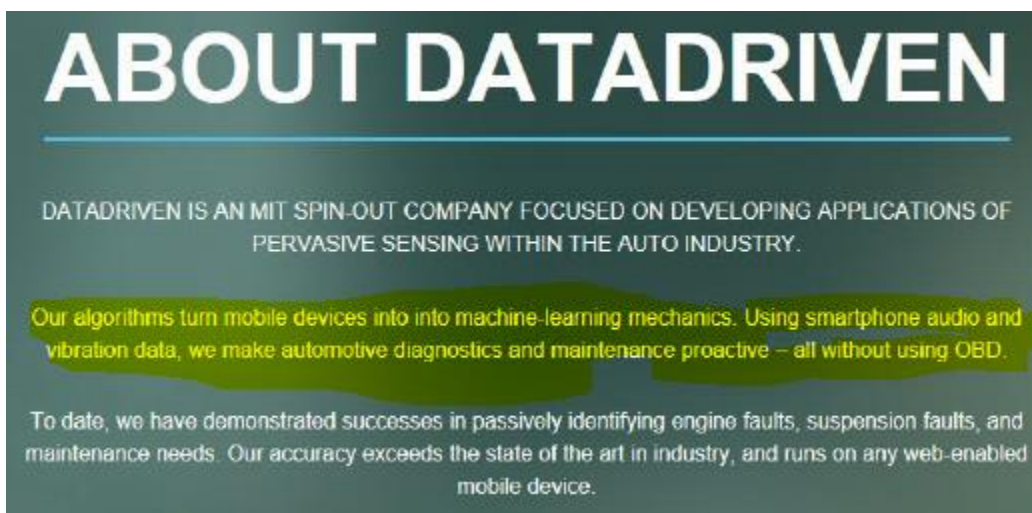 ABOUT DATADRIVEN
DATADRIVEN IS AN MIT SPIN-OUT COMPANY FOCUSED ON DEVELOPING APPLICATIONS OF
PERVASIVE SENSING WITHIN THE AUTO INDUSTRY.
Our algorithms turn mobile devices into into machine-learning mechanics. Using smartphone audio and
vibration data, we make automotive diagnostics and maintenance proactive – all without using OBD.
To date, we have demonstrated successes in passively identifying engine faults, suspension faults, and
maintenance needs. Our accuracy exceeds the state of the art in industry, and runs on any web-enabled
mobile device.